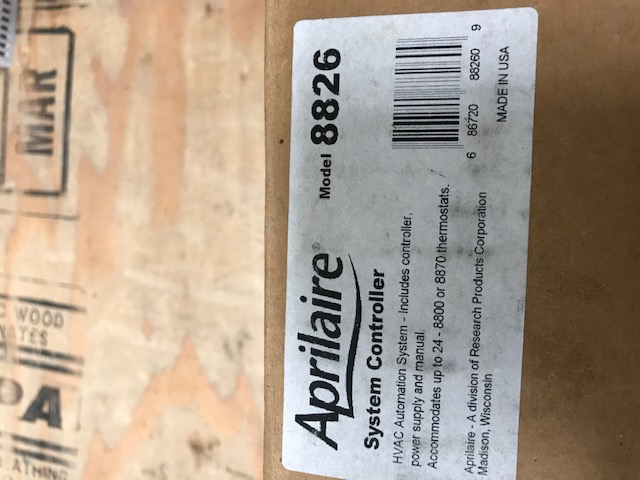 Aprilaire®
Model 8826
System Controller
HVAC Automation System - Includes controller,
power supply and manual.
Accommodates up to 24 - 8800 or 8870 thermostats.
Aprilaire - A division of Research Products Corporation
Madison, Wisconsin
6 86720 88260 9
MADE IN USA
MAR
WOOD
PA